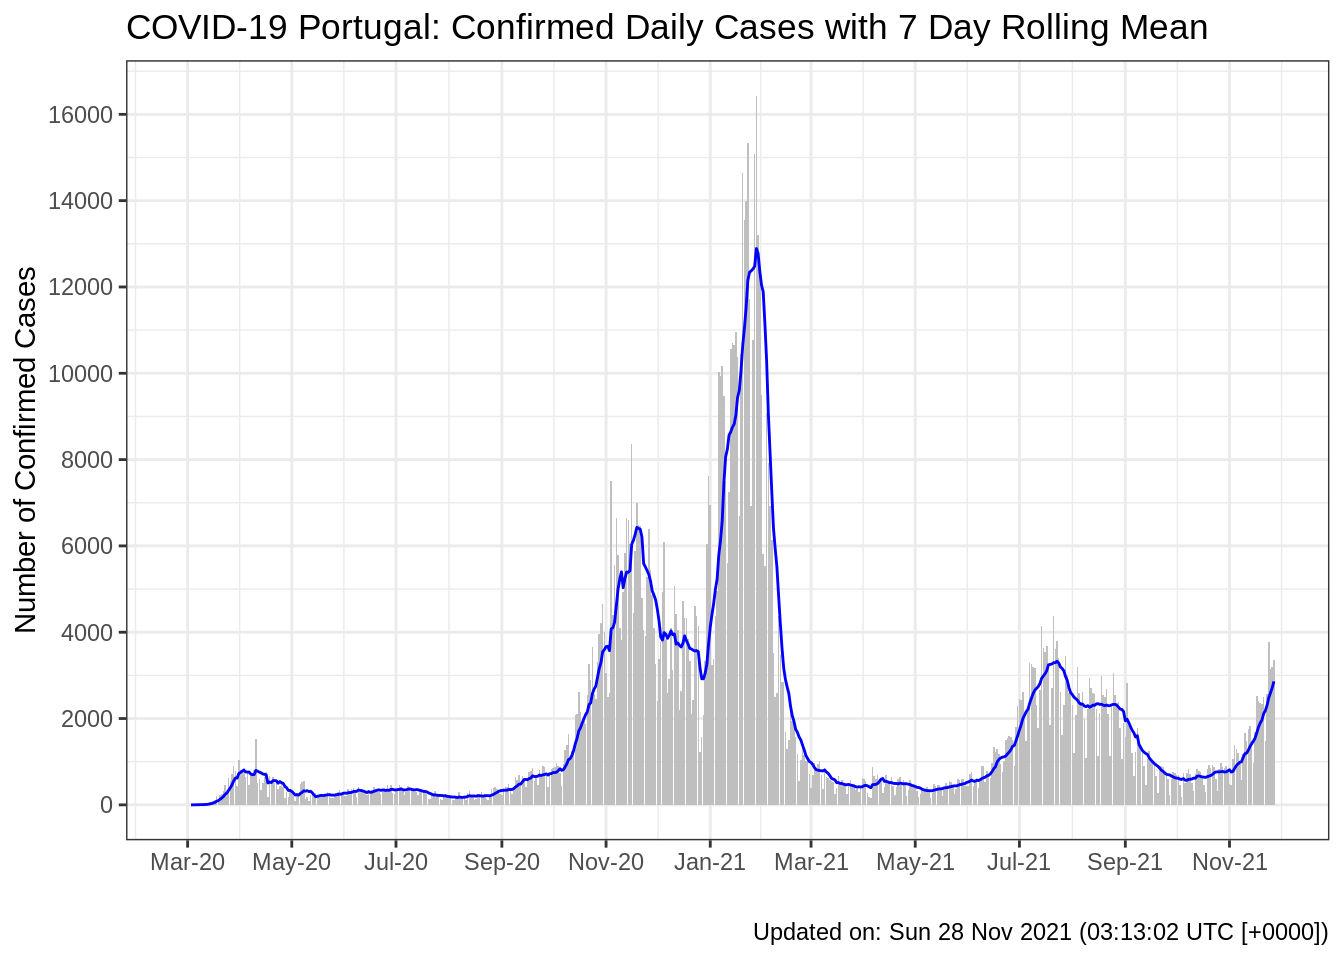 COVID-19 Portugal: Confirmed Daily Cases with 7 Day Rolling Mean
Number of Confirmed Cases
16000
14000
12000
10000
8000
6000
4000
2000
0
Mar-20 May-20 Jul-20 Sep-20 Nov-20 Jan-21 Mar-21 May-21 Jul-21 Sep-21 Nov-21
Updated on: Sun 28 Nov 2021 (03:13:02 UTC [+0000])